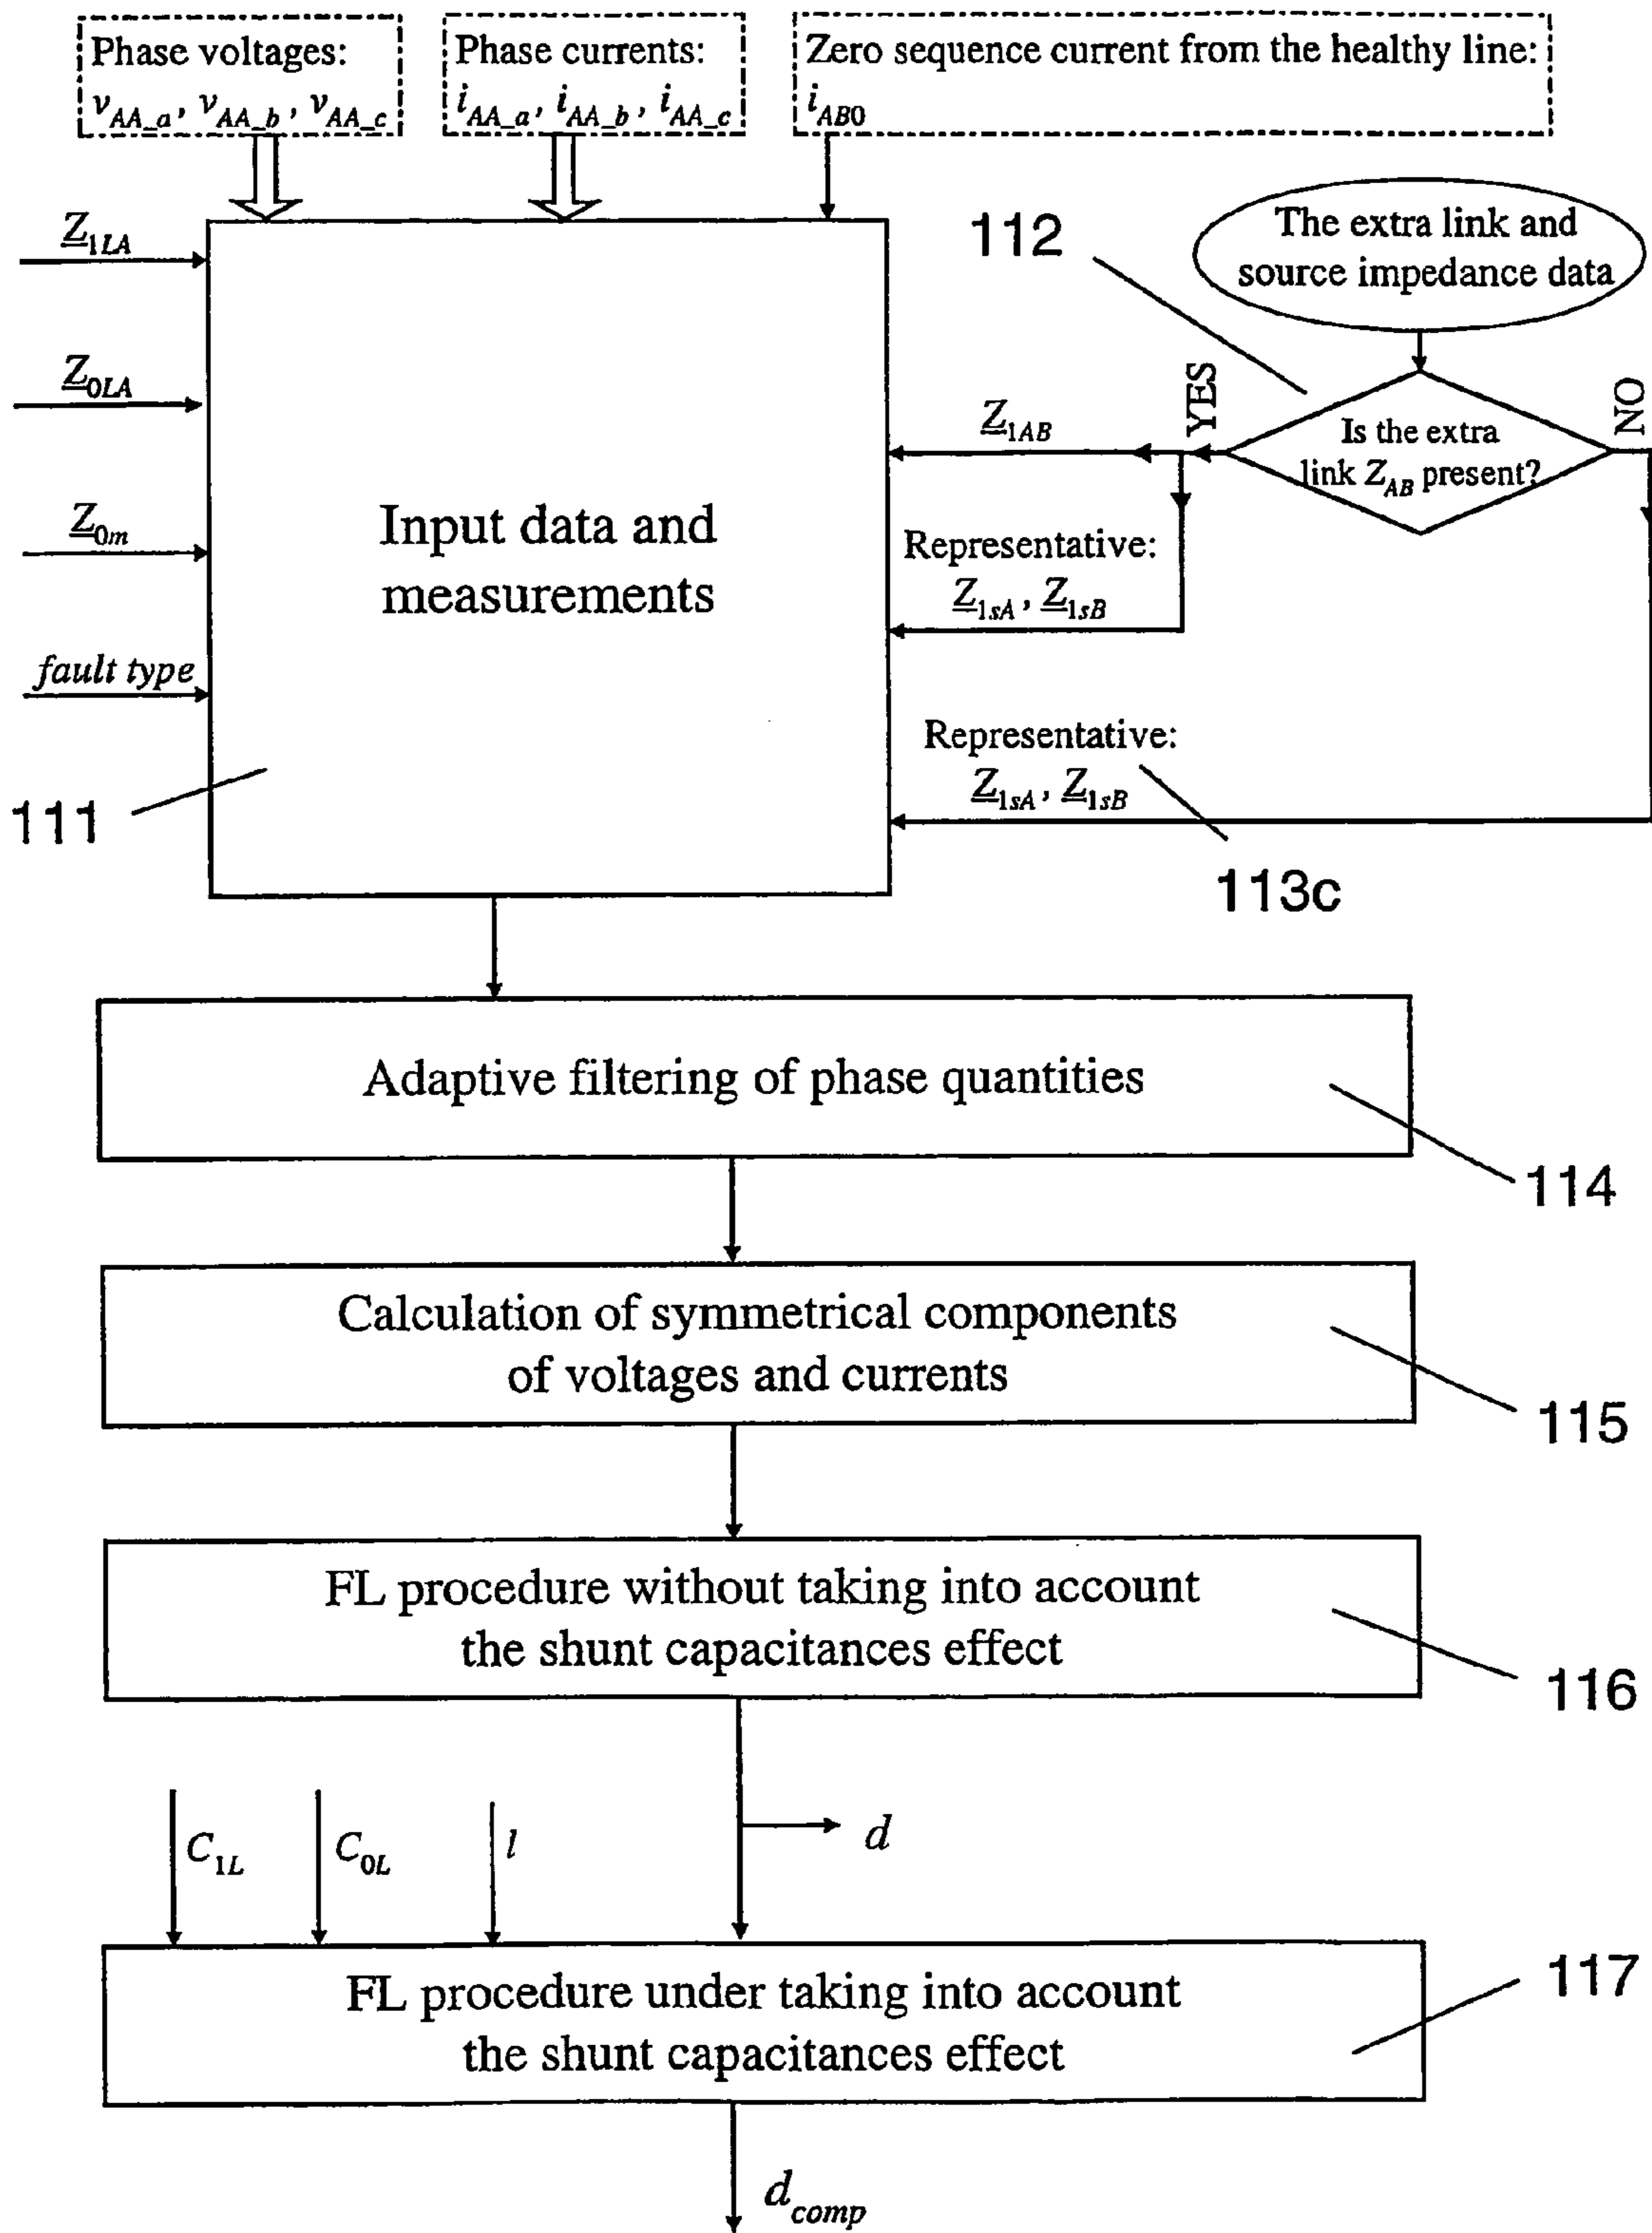 Phase voltages:
v_AA_a, v_AA_b, v_AA_c
Phase currents:
i_AA_a, i_AA_b, i_AA_c
Zero sequence current from the healthy line:
i_AB0
Z_1LA
Z_0LA
Z_0m
fault type
111
Input data and
measurements
112
The extra link and
source impedance data
Is the extra
link Z_AB present?
YES
NO
Z_1AB
Representative:
Z_1sA, Z_1sB
Representative:
Z_1sA, Z_1sB
113c
Adaptive filtering of phase quantities
114
Calculation of symmetrical components
of voltages and currents
115
FL procedure without taking into account
the shunt capacitances effect
116
C_1L
C_0L
l
d
FL procedure under taking into account
the shunt capacitances effect
117
d_comp